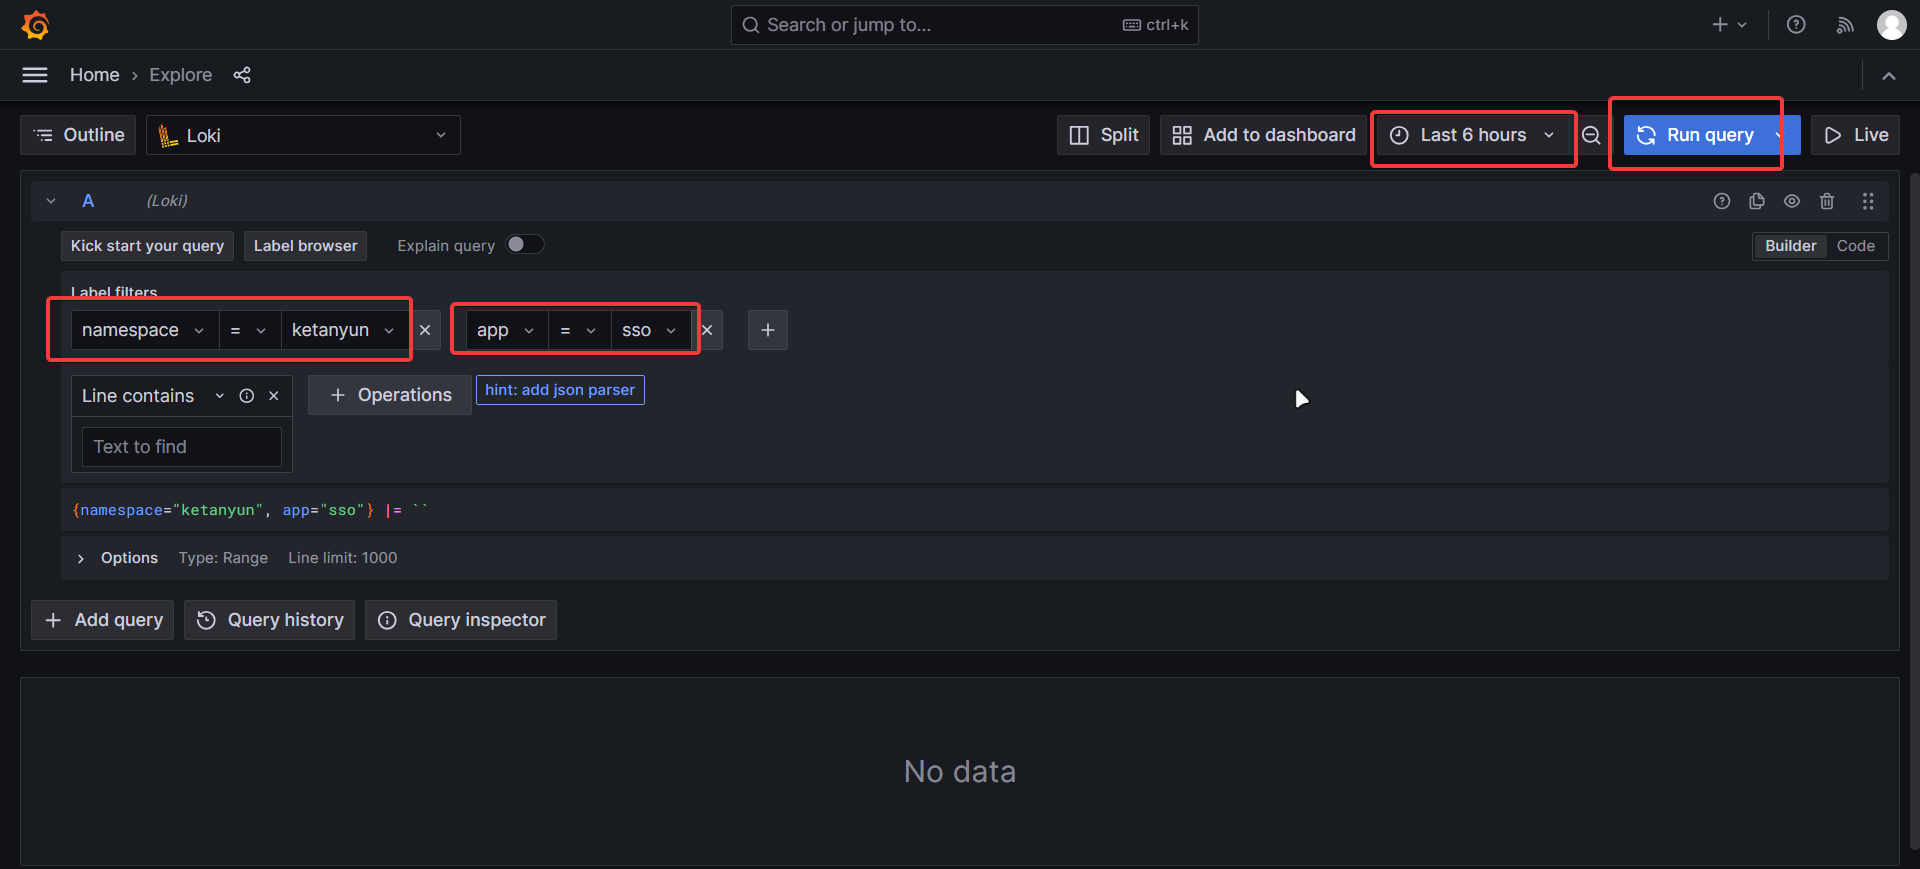 Search or jump to... ctrl+k
Home › Explore
Outline Loki Split Add to dashboard Last 6 hours Run query Live
A (Loki)
Kick start your query Label browser Explain query Builder Code
Label filters
namespace = ketanyun app = sso
Line contains Operations hint: add json parser
Text to find
{namespace="ketanyun", app="sso"} |= ``
Options Type: Range Line limit: 1000
Add query Query history Query inspector
No data